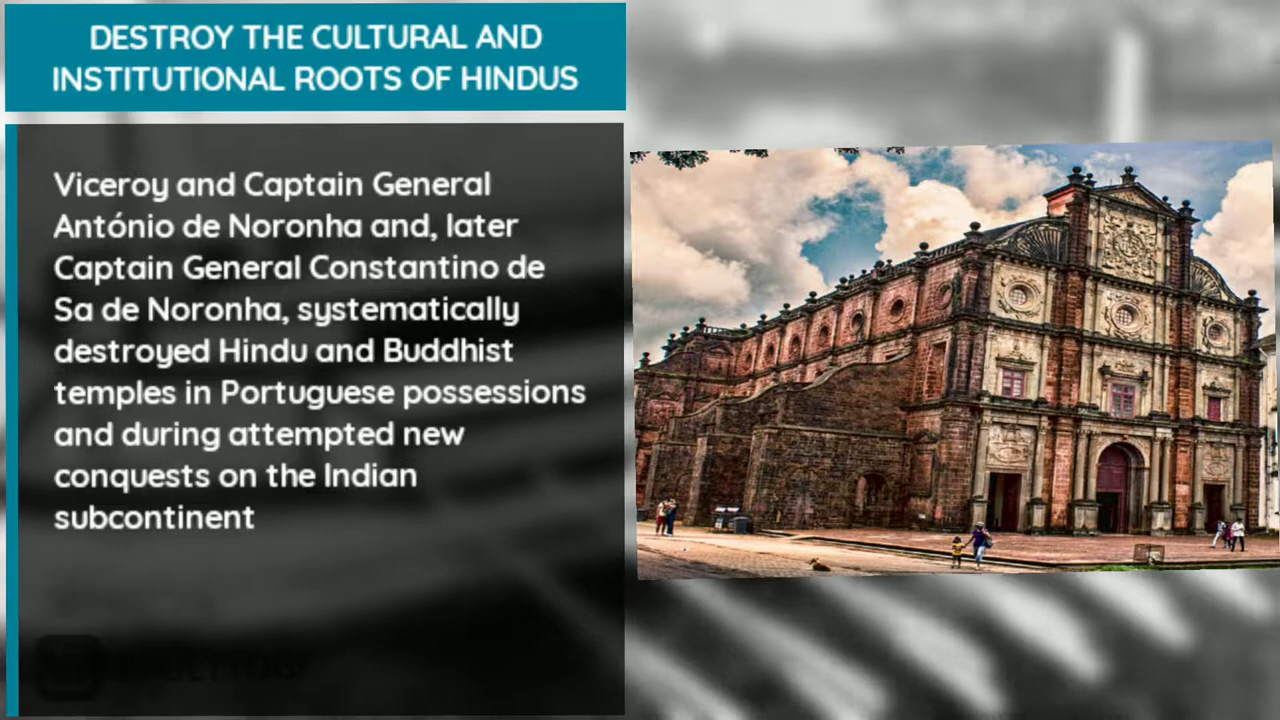 DESTROY THE CULTURAL AND
INSTITUTIONAL ROOTS OF HINDUS
Viceroy and Captain General
António de Noronha and, later
Captain General Constantino de
Sa de Noronha, systematically
destroyed Hindu and Buddhist
temples in Portuguese possessions
and during attempted new
conquests on the Indian
subcontinent